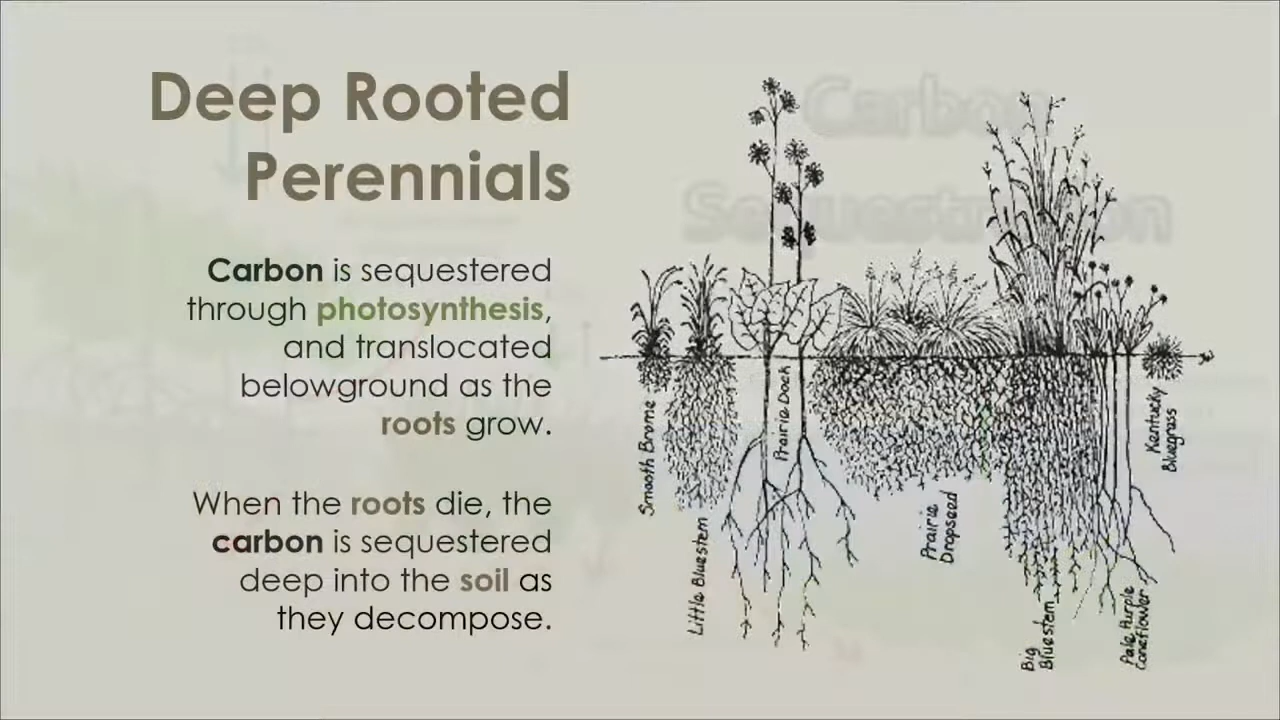 Deep Rooted
Perennials
Carbon
Sequestration
Carbon is sequestered
through photosynthesis,
and translocated
belowground as the
roots grow.
When the roots die, the
carbon is sequestered
deep into the soil as
they decompose.
Smooth Brome
Little Bluestem
Prairie Dock
Prairie
Dropseed
Big
Bluestem
Pale Purple
Coneflower
Kentucky
Bluegrass